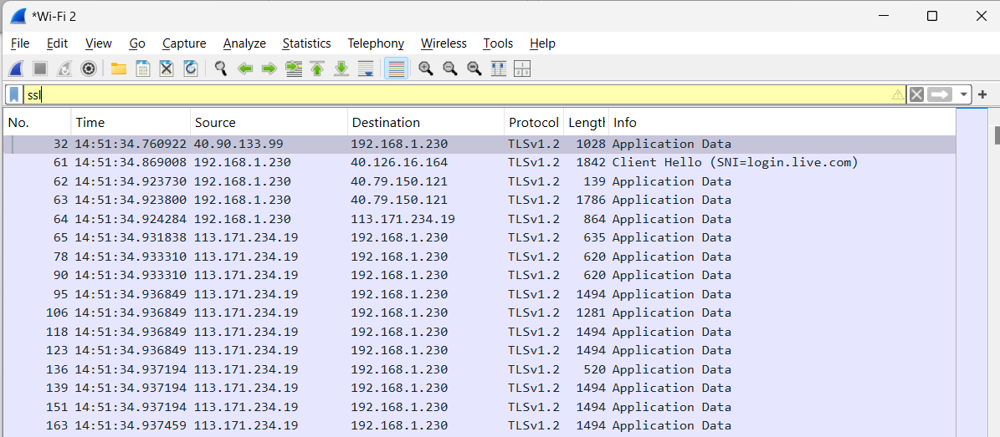 *Wi-Fi 2
File Edit View Go Capture Analyze Statistics Telephony Wireless Tools Help
ssl
No. Time Source Destination Protocol Lengtl Info
32 14:51:34.760922 40.90.133.99 192.168.1.230 TLSv1.2 1028 Application Data
61 14:51:34.869008 192.168.1.230 40.126.16.164 TLSv1.2 1842 Client Hello (SNI=login.live.com)
62 14:51:34.923730 192.168.1.230 40.79.150.121 TLSv1.2 139 Application Data
63 14:51:34.923800 192.168.1.230 40.79.150.121 TLSv1.2 1786 Application Data
64 14:51:34.924284 192.168.1.230 113.171.234.19 TLSv1.2 864 Application Data
65 14:51:34.931838 113.171.234.19 192.168.1.230 TLSv1.2 635 Application Data
78 14:51:34.933310 113.171.234.19 192.168.1.230 TLSv1.2 620 Application Data
90 14:51:34.933310 113.171.234.19 192.168.1.230 TLSv1.2 620 Application Data
95 14:51:34.936849 113.171.234.19 192.168.1.230 TLSv1.2 1494 Application Data
106 14:51:34.936849 113.171.234.19 192.168.1.230 TLSv1.2 1281 Application Data
118 14:51:34.936849 113.171.234.19 192.168.1.230 TLSv1.2 1494 Application Data
123 14:51:34.936849 113.171.234.19 192.168.1.230 TLSv1.2 1494 Application Data
136 14:51:34.937194 113.171.234.19 192.168.1.230 TLSv1.2 520 Application Data
139 14:51:34.937194 113.171.234.19 192.168.1.230 TLSv1.2 1494 Application Data
151 14:51:34.937194 113.171.234.19 192.168.1.230 TLSv1.2 1494 Application Data
163 14:51:34.937459 113.171.234.19 192.168.1.230 TLSv1.2 1494 Application Data